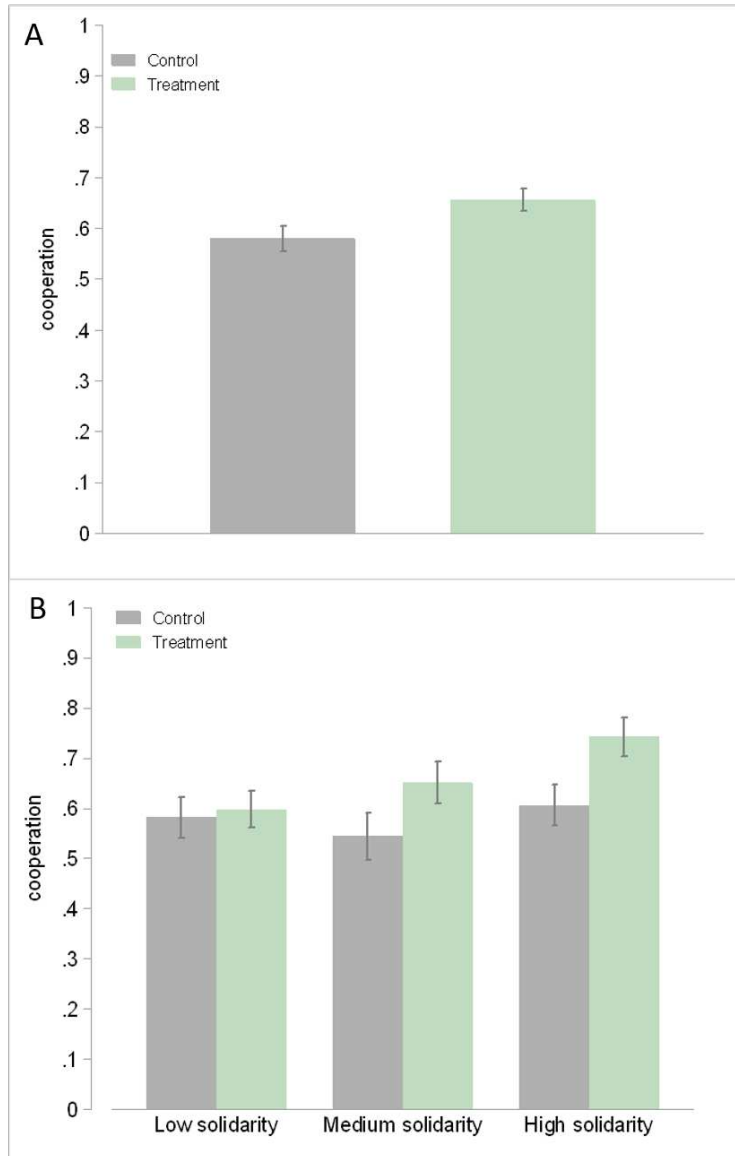 A
Control
Treatment
1
.9
.8
.7
.6
.5
.4
.3
.2
.1
0
cooperation
B
Control
Treatment
1
.9
.8
.7
.6
.5
.4
.3
.2
.1
0
cooperation
Low solidarity Medium solidarity High solidarity